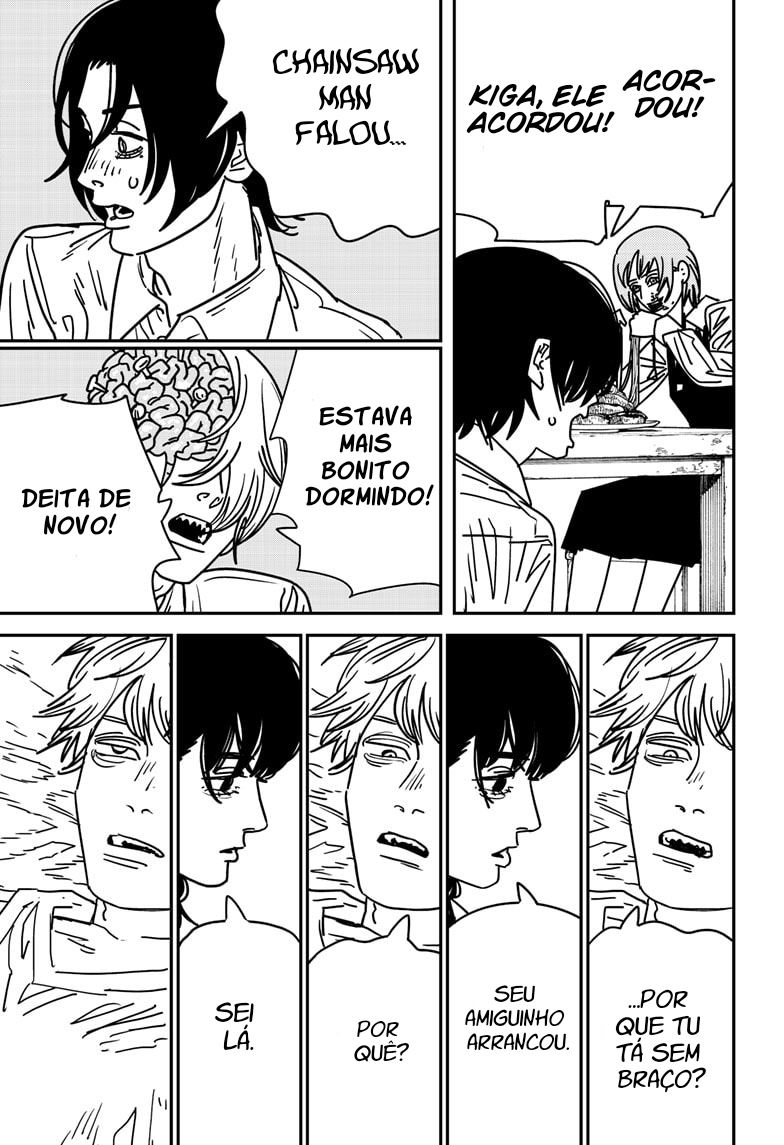 ACOR-
DOU!
KIGA, ELE
ACORDOU!
CHAINSAW
MAN
FALOU...
ESTAVA
MAIS
BONITO
DORMINDO!
DEITA DE
NOVO!
...POR
QUE TU
TÁ SEM
BRAÇO?
SEU
AMIGUINHO
ARRANCOU.
POR
QUÊ?
SEI
LÁ.